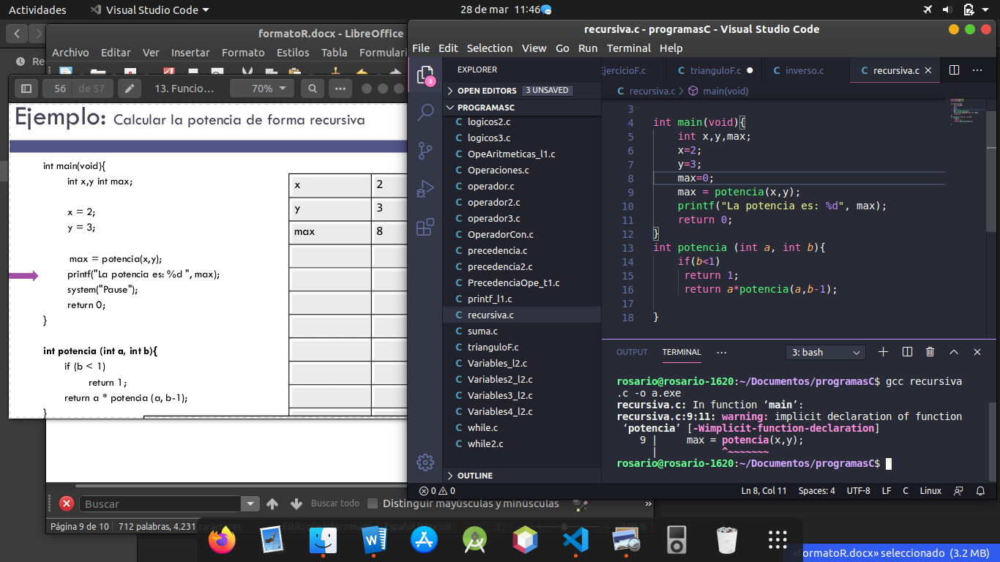 Actividades
Visual Studio Code
28 de mar 11:46
formatoR.docx - LibreOffice
Archivo Editar Ver Insertar Formato Estilos Tabla Formulari
Re
56 de 57
13. Funcio...
70%
Ejemplo: Calcular la potencia de forma recursiva
int main(void){
int x,y int max;
x = 2;
y = 3;
max = potencia(x,y);
printf("La potencia es: %d ", max);
system("Pause");
return 0;
}
int potencia (int a, int b){
if (b < 1)
return 1;
return a * potencia (a, b-1);
}
x 2
y 3
max 8
Buscar
Buscar todo
Distinguir mayúsculas y minúsculas
»
Página 9 de 10
712 palabras, 4.231 caracteres
recursiva.c - programasC - Visual Studio Code
File Edit Selection View Go Run Terminal Help
3
EXPLORER
OPEN EDITORS 3 UNSAVED
PROGRAMASC
logicos2.c
logicos3.c
OpeAritmeticas_l1.c
Operaciones.c
operador.c
operador2.c
operador3.c
OperadorCon.c
precedencia.c
precedencia2.c
PrecedenciaOpe_t1.c
printf_l1.c
recursiva.c
suma.c
trianguloF.c
Variables_l2.c
Variables2_l2.c
Variables3_l2.c
Variables4_l2.c
while.c
while2.c
OUTLINE
EjercicioF.c
trianguloF.c
inverso.c
recursiva.c
recursiva.c > main(void)
3
4 int main(void){
5 int x,y,max;
6 x=2;
7 y=3;
8 max=0;
9 max = potencia(x,y);
10 printf("La potencia es: %d", max);
11 return 0;
12 }
13 int potencia (int a, int b){
14 if(b<1)
15 return 1;
16 return a*potencia(a,b-1);
17
18 }
OUTPUT TERMINAL ...
3: bash
rosario@rosario-1620:~/Documentos/programasC$ gcc recursiva
.c -o a.exe
recursiva.c: In function ‘main’:
recursiva.c:9:11: warning: implicit declaration of function
‘potencia’ [-Wimplicit-function-declaration]
9 | max = potencia(x,y);
| ^~~~~~~~
rosario@rosario-1620:~/Documentos/programasC$
0 0
Ln 8, Col 11
Spaces: 4
UTF-8
LF
C
Linux
«formatoR.docx» seleccionado (3.2 MB)